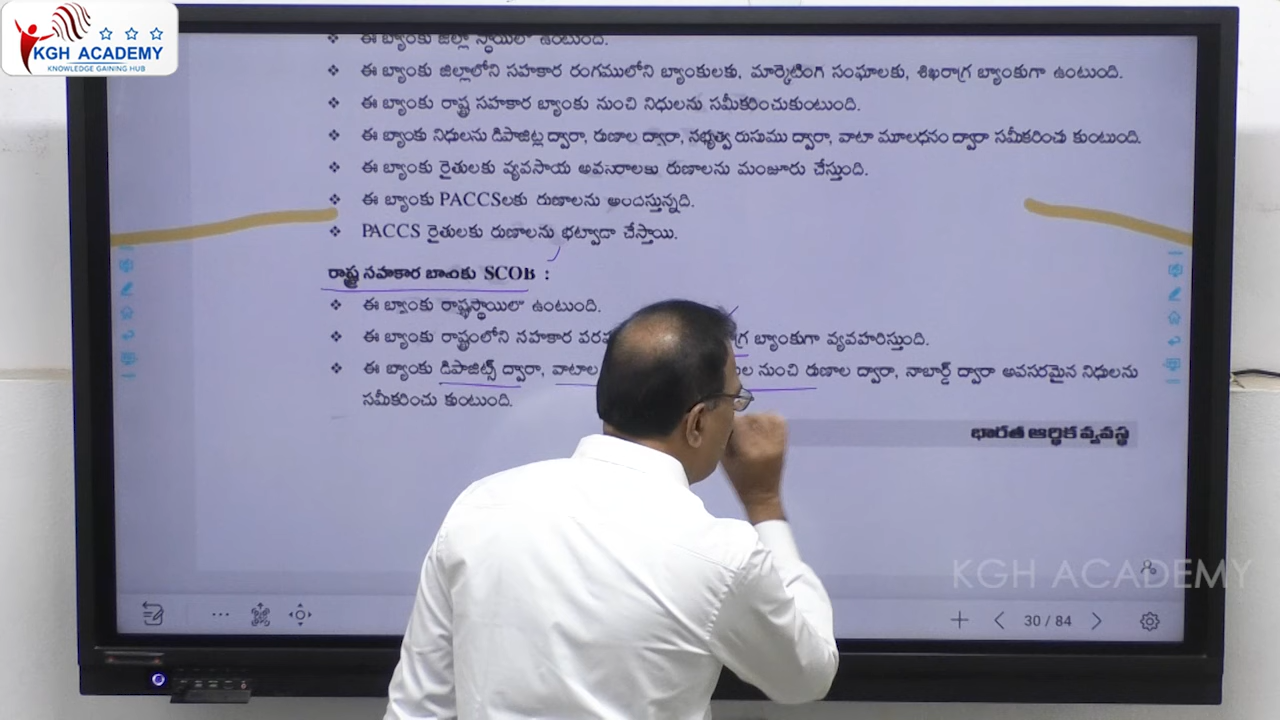 KGH ACADEMY
KNOWLEDGE GAINING HUB
❖ ఈ బ్యాంకు జిల్లా స్థాయిలో ఉంటుంది.
❖ ఈ బ్యాంకు జిల్లాలోని సహకార రంగములోని బ్యాంకులకు, మార్కెటింగ్ సంఘాలకు, శిఖరాగ్ర బ్యాంకుగా ఉంటుంది.
❖ ఈ బ్యాంకు రాష్ట్ర సహకార బ్యాంకు నుంచి నిధులను సమీకరించుకుంటుంది.
❖ ఈ బ్యాంకు నిధులను డిపాజిట్ల ద్వారా, రుణాల ద్వారా, సభ్యత్వ రుసుము ద్వారా, వాటా మూలధనం ద్వారా సమీకరించు కుంటుంది.
❖ ఈ బ్యాంకు రైతులకు వ్యవసాయ అవసరాలకు రుణాలను మంజూరు చేస్తుంది.
❖ ఈ బ్యాంకు PACCSలకు రుణాలను అందిస్తున్నది.
❖ PACCS రైతులకు రుణాలను భట్వాడా చేస్తాయి.
రాష్ట్ర సహకార బ్యాంకు SCOB :
❖ ఈ బ్యాంకు రాష్ట్రస్థాయిలో ఉంటుంది.
❖ ఈ బ్యాంకు రాష్ట్రంలోని సహకార బ్యాంకుగా వ్యవహరిస్తుంది.
❖ ఈ బ్యాంకు డిపాజిట్స్ ద్వారా, వాటాల నుంచి రుణాల ద్వారా, నాబార్డ్ ద్వారా అవసరమైన నిధులను
సమీకరించు కుంటుంది.
భారత ఆర్థిక వ్యవస్థ
KGH ACADEMY
30 / 84